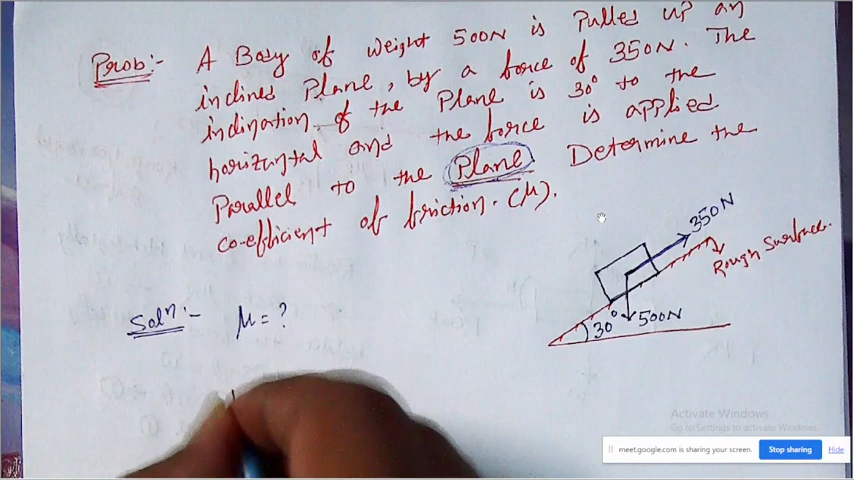 Prob:- A Body of weight 500N is Pulled up an
inclined Plane, by a force of 350N. The
inclination of the Plane is 30° to the
horizuntal and the force is applied
Parallel to the Plane Determine the
co-efficient of friction. (μ).
350N
Rough Surface.
30°
500N
Solⁿ:- μ = ?
Activate Windows
Go to Settings to activate Windows.
meet.google.com is sharing your screen.
Stop sharing
Hide